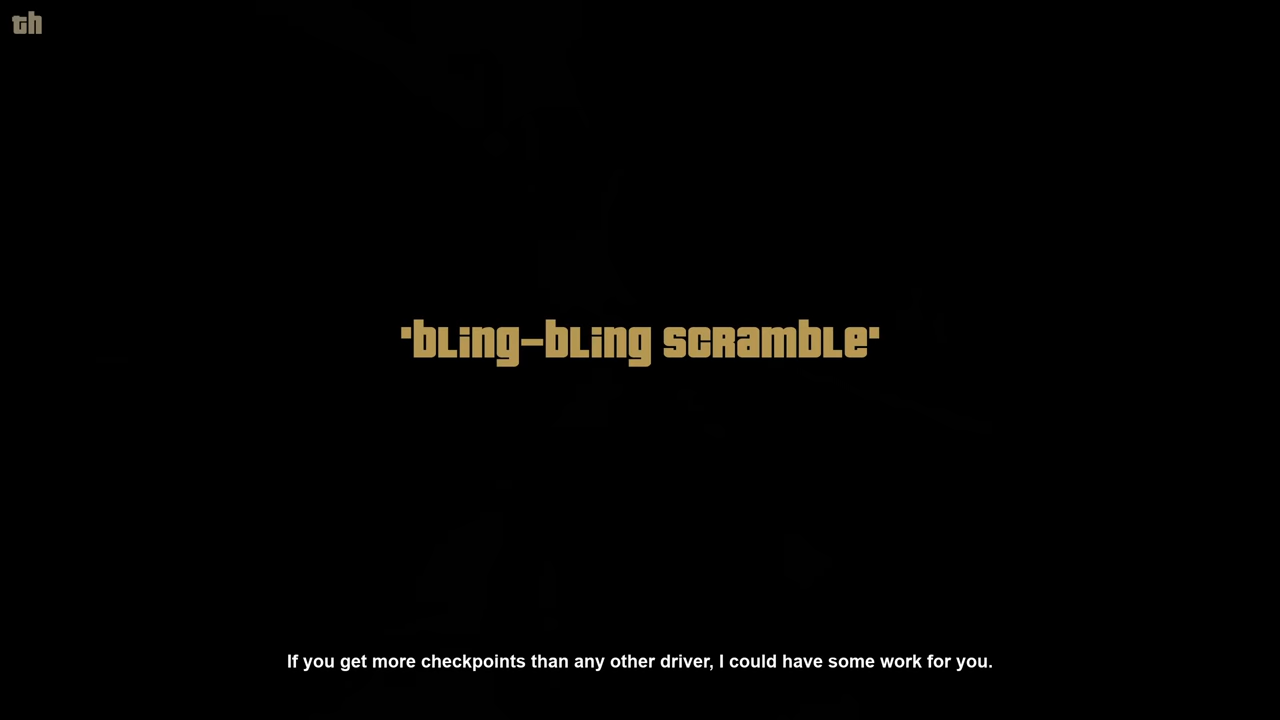 th
'bling-bling scramble'
If you get more checkpoints than any other driver, I could have some work for you.